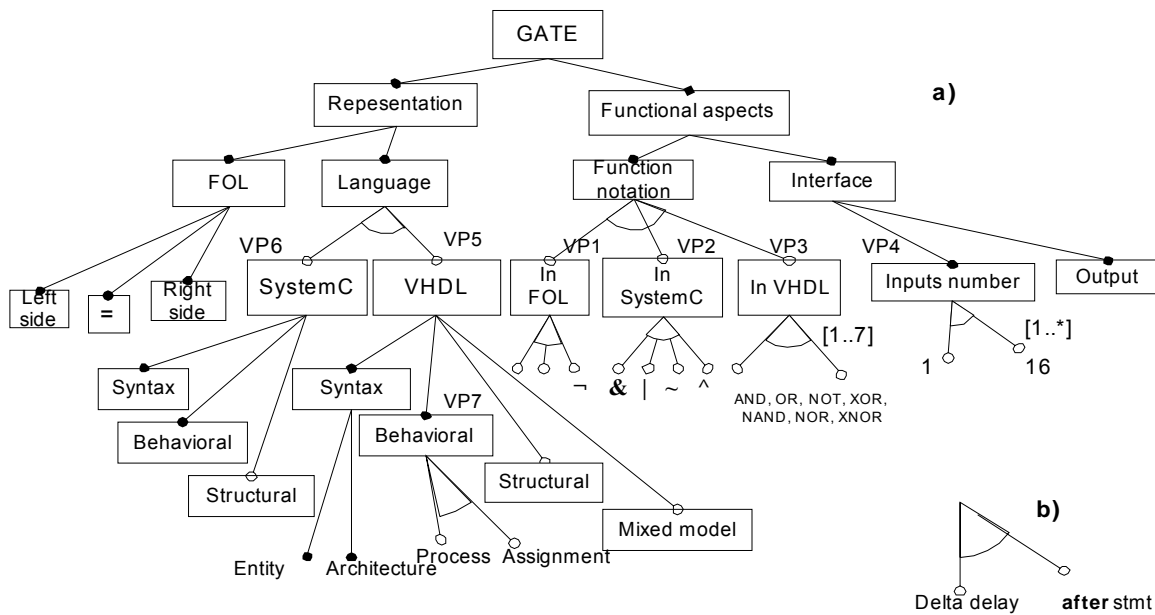 GATE
a)
Repesentation
Functional aspects
FOL
Language
Function
notation
Interface
VP6
VP5
VP1
VP2
VP3
VP4
Left
side
=
Right
side
SystemC
VHDL
In
FOL
In
SystemC
In VHDL
Inputs number
Output
[1..7]
[1..*]
¬
& | ~ ^
1
16
AND, OR, NOT, XOR,
NAND, NOR, XNOR
Syntax
Syntax
VP7
Behavioral
Behavioral
Structural
Structural
Mixed model
b)
Entity
Architecture
Process
Assignment
Delta delay
after stmt